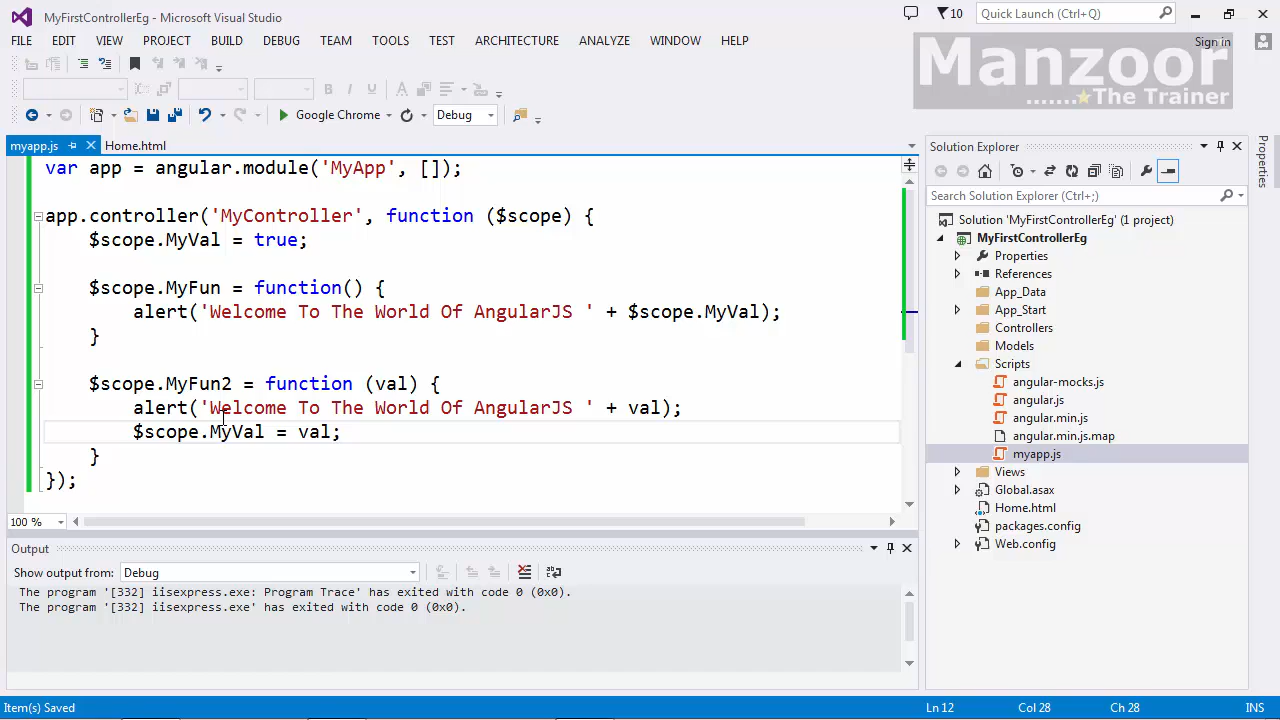 MyFirstControllerEg - Microsoft Visual Studio
10
Quick Launch (Ctrl+Q)
FILE EDIT VIEW PROJECT BUILD DEBUG TEAM TOOLS TEST ARCHITECTURE ANALYZE WINDOW HELP
Sign in
Manzoor
.......The Trainer
Google Chrome
Debug
myapp.js
Home.html
var app = angular.module('MyApp', []);
app.controller('MyController', function ($scope) {
$scope.MyVal = true;
$scope.MyFun = function() {
alert('Welcome To The World Of AngularJS ' + $scope.MyVal);
}
$scope.MyFun2 = function (val) {
alert('Welcome To The World Of AngularJS ' + val);
$scope.MyVal = val;
}
});
100 %
Output
Show output from: Debug
The program '[332] iisexpress.exe: Program Trace' has exited with code 0 (0x0).
The program '[332] iisexpress.exe' has exited with code 0 (0x0).
Solution Explorer
Search Solution Explorer (Ctrl+;)
Solution 'MyFirstControllerEg' (1 project)
MyFirstControllerEg
Properties
References
App_Data
App_Start
Controllers
Models
Scripts
angular-mocks.js
angular.js
angular.min.js
angular.min.js.map
myapp.js
Views
Global.asax
Home.html
packages.config
Web.config
Properties
Item(s) Saved
Ln 12
Col 28
Ch 28
INS